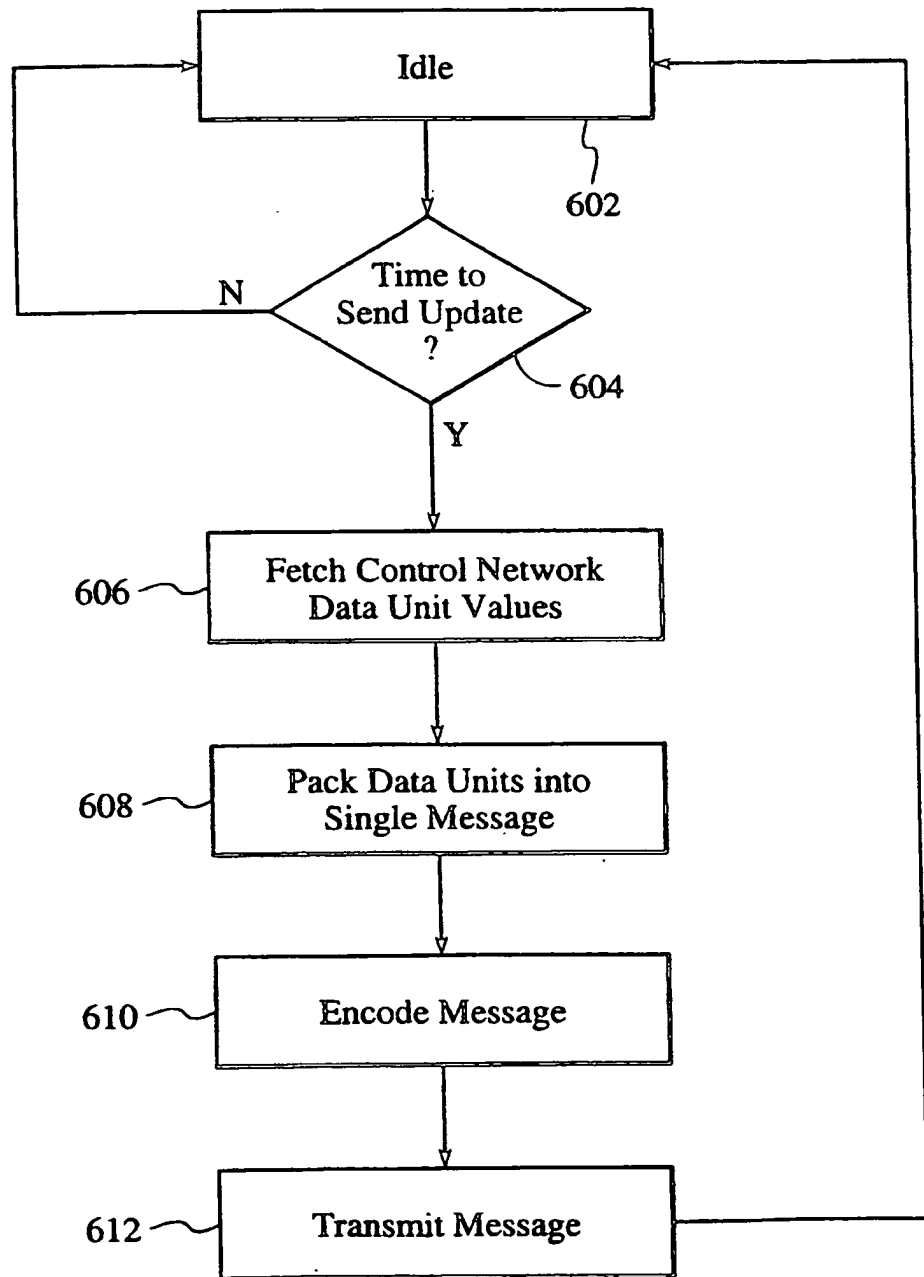 Idle
602
Time to
Send Update
?
N
604
Y
606
Fetch Control Network
Data Unit Values
608
Pack Data Units into
Single Message
610
Encode Message
612
Transmit Message